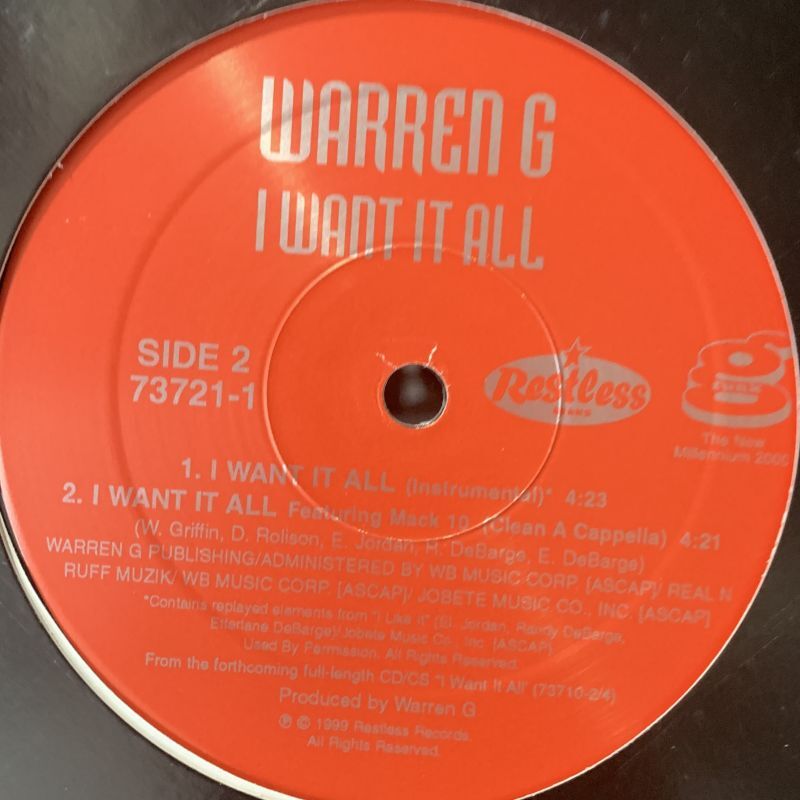 WARREN G
I WANT IT ALL
SIDE 2
73721-1
Restless
The New
Millennium 2000
1. I WANT IT ALL (Instrumental)* 4:23
2. I WANT IT ALL Featuring Mack 10 (Clean A Cappella) 4:21
(W. Griffin, D. Rolison, E. Jordan, R. DeBarge, E. DeBarge)
WARREN G PUBLISHING/ADMINISTERED BY WB MUSIC CORP. [ASCAP]/ REAL N
RUFF MUZIK/ WB MUSIC CORP. [ASCAP]/ JOBETE MUSIC CO., INC. [ASCAP]
*Contains replayed elements from "I Like It" (El. Jordan, Randy DeBarge,
Etterlane DeBarge)/Jobete Music Co., Inc. [ASCAP]
Used By Permission. All Rights Reserved.
From the forthcoming full-length CD/CS "I Want It All" (73710-2/4)
Produced by Warren G
℗ © 1999 Restless Records.
All Rights Reserved.